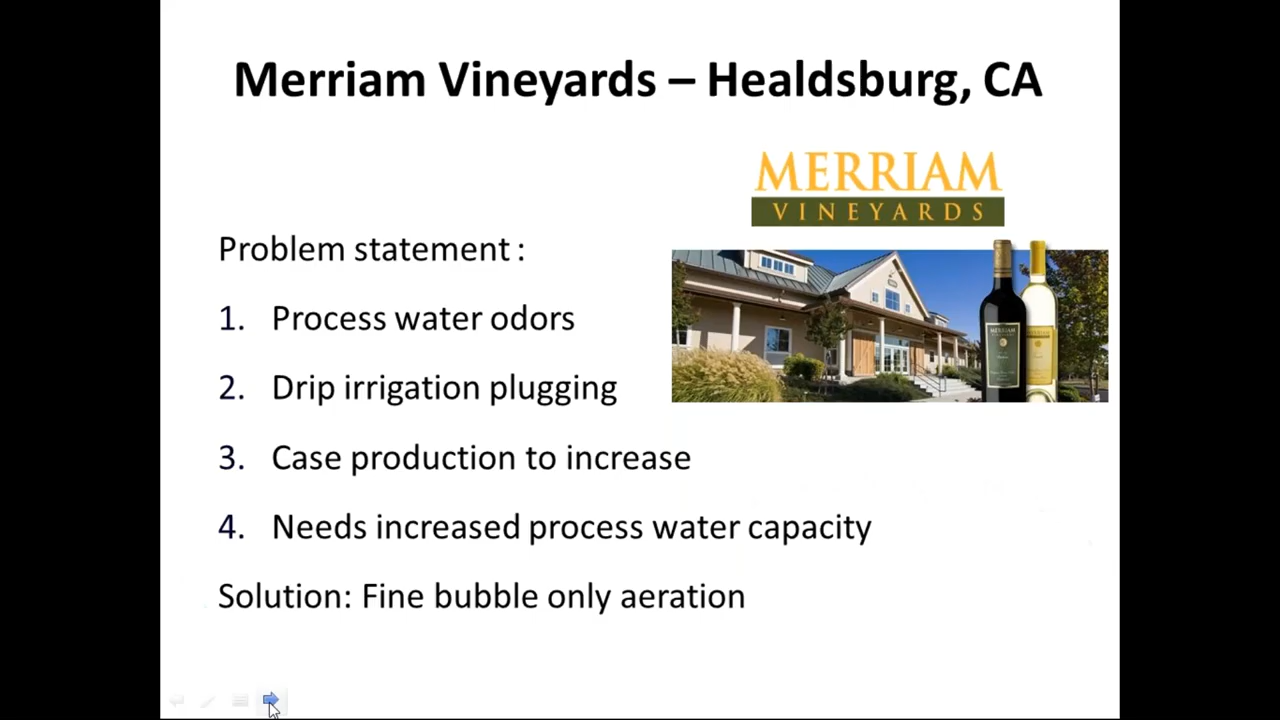 Merriam Vineyards – Healdsburg, CA
MERRIAM
VINEYARDS
Problem statement :
1. Process water odors
2. Drip irrigation plugging
3. Case production to increase
4. Needs increased process water capacity
Solution: Fine bubble only aeration
MERRIAM